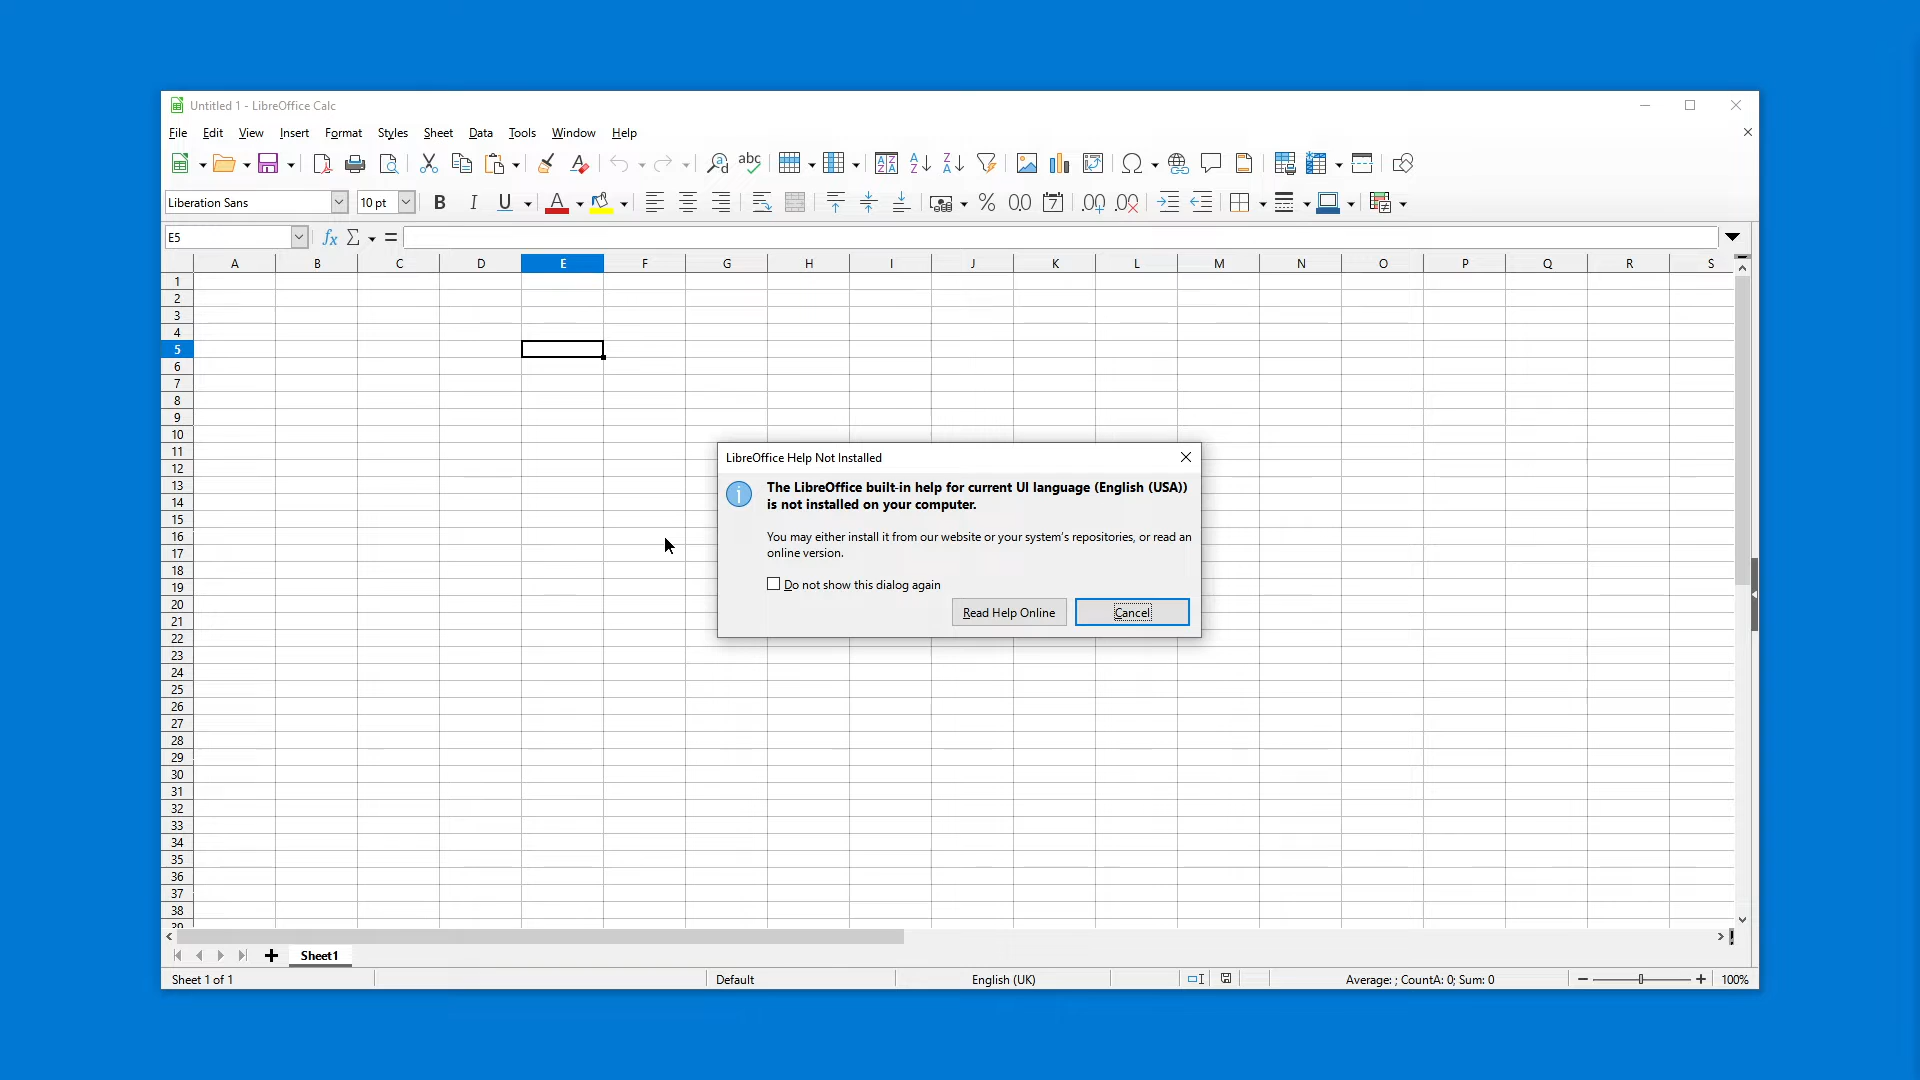 Untitled 1 - LibreOffice Calc
File Edit View Insert Format Styles Sheet Data Tools Window Help
Liberation Sans 10 pt B I U A % 0.0
E5 fx Σ =
A B C D E F G H I J K L M N O P Q R S
1
2
3
4
5
6
7
8
9
10
11
12
13
14
15
16
17
18
19
20
21
22
23
24
25
26
27
28
29
30
31
32
33
34
35
36
37
38
39
LibreOffice Help Not Installed
The LibreOffice built-in help for current UI language (English (USA))
is not installed on your computer.
You may either install it from our website or your system's repositories, or read an
online version.
Do not show this dialog again
Read Help Online Cancel
Sheet1
Sheet 1 of 1 Default English (UK) Average: ; CountA: 0; Sum: 0 100%